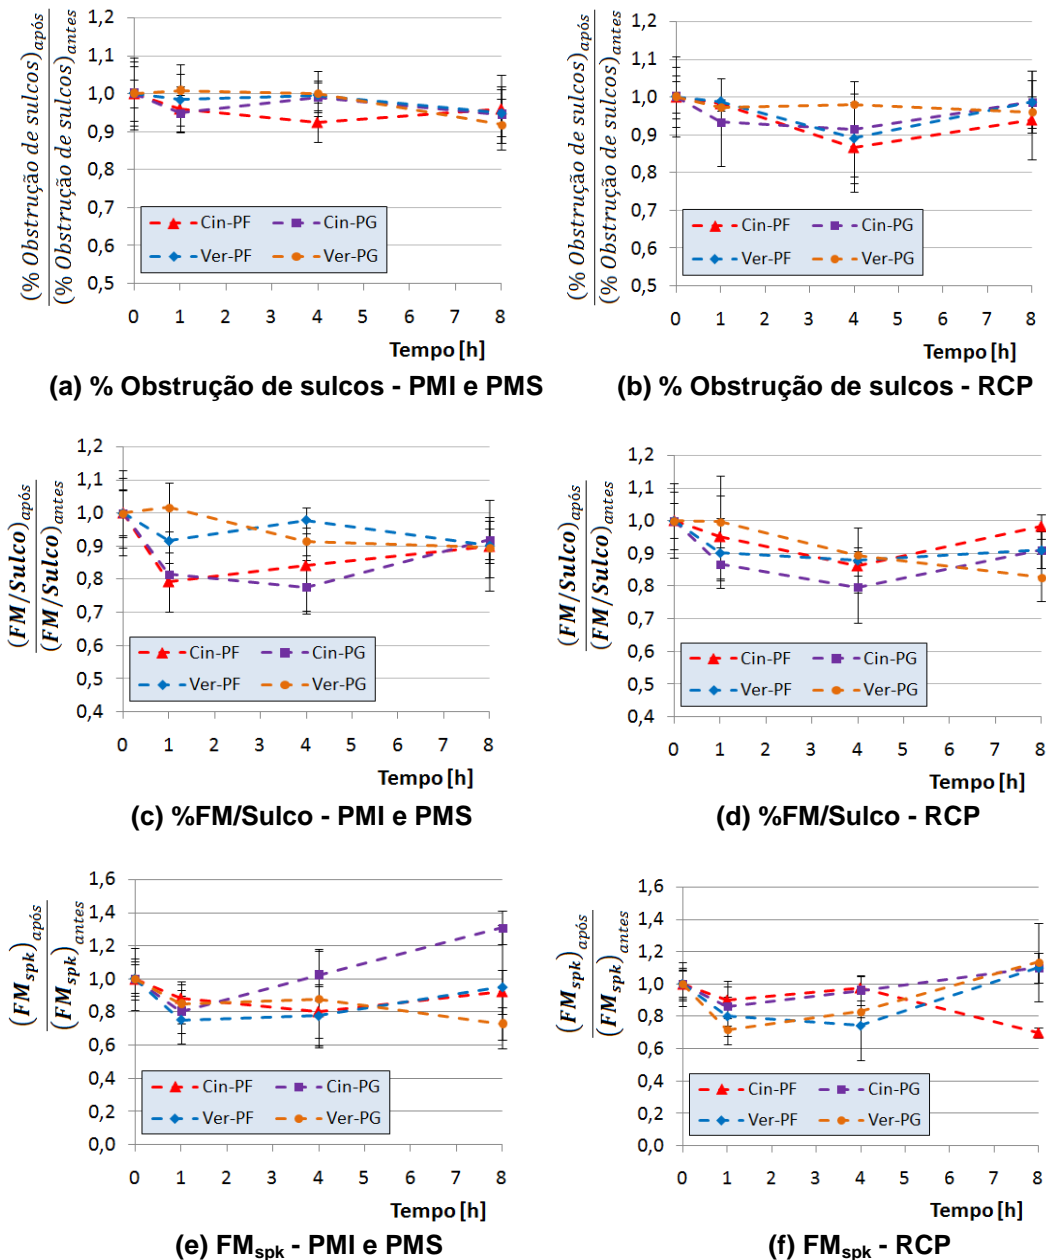 (% Obstrução de sulcos)após
(% Obstrução de sulcos)antes
1,2
1,1
1,0
0,9
0,8
0,7
0,6
0,5
Cin-PF
Cin-PG
Ver-PF
Ver-PG
0 1 2 3 4 5 6 7 8
Tempo [h]
(a) % Obstrução de sulcos - PMI e PMS
(% Obstrução de sulcos)após
(% Obstrução de sulcos)antes
1,2
1,1
1,0
0,9
0,8
0,7
0,6
0,5
Cin-PF
Cin-PG
Ver-PF
Ver-PG
0 1 2 3 4 5 6 7 8
Tempo [h]
(b) % Obstrução de sulcos - RCP
(FM/Sulco)após
(FM/Sulco)antes
1,2
1,1
1,0
0,9
0,8
0,7
0,6
0,5
0,4
Cin-PF
Cin-PG
Ver-PF
Ver-PG
0 1 2 3 4 5 6 7 8
Tempo [h]
(c) %FM/Sulco - PMI e PMS
(FM/Sulco)após
(FM/Sulco)antes
1,2
1,1
1,0
0,9
0,8
0,7
0,6
0,5
0,4
Cin-PF
Cin-PG
Ver-PF
Ver-PG
0 1 2 3 4 5 6 7 8
Tempo [h]
(d) %FM/Sulco - RCP
(FMspk)após
(FMspk)antes
1,6
1,4
1,2
1,0
0,8
0,6
0,4
0,2
0,0
Cin-PF
Cin-PG
Ver-PF
Ver-PG
0 1 2 3 4 5 6 7 8
Tempo [h]
(e) FMspk - PMI e PMS
(FMspk)após
(FMspk)antes
1,6
1,4
1,2
1,0
0,8
0,6
0,4
0,2
0,0
Cin-PF
Cin-PG
Ver-PF
Ver-PG
0 1 2 3 4 5 6 7 8
Tempo [h]
(f) FMspk - RCP